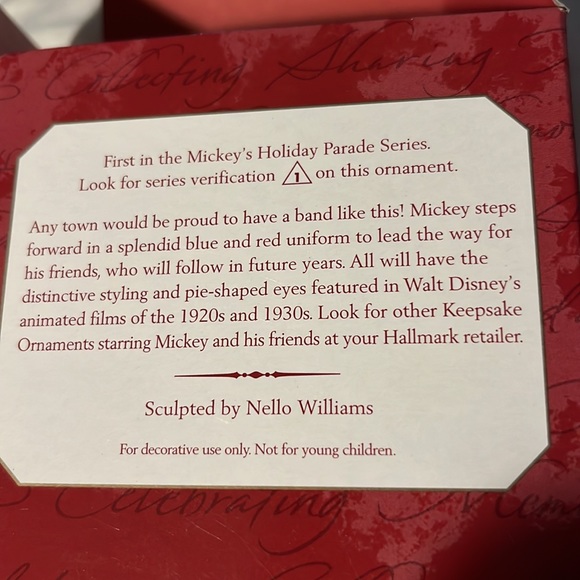 Collecting Sharing
First in the Mickey's Holiday Parade Series.
Look for series verification 1 on this ornament.
Any town would be proud to have a band like this! Mickey steps
forward in a splendid blue and red uniform to lead the way for
his friends, who will follow in future years. All will have the
distinctive styling and pie-shaped eyes featured in Walt Disney's
animated films of the 1920s and 1930s. Look for other Keepsake
Ornaments starring Mickey and his friends at your Hallmark retailer.
Sculpted by Nello Williams
For decorative use only. Not for young children.
Celebrating